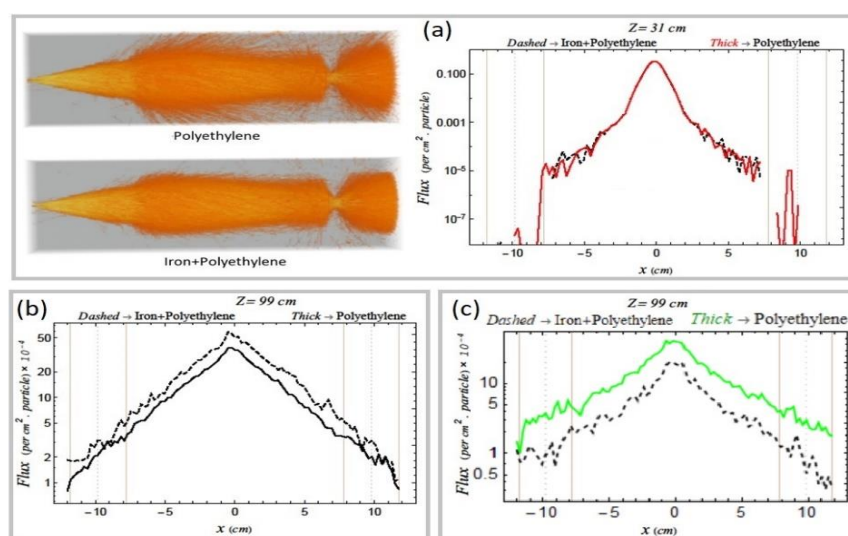 Polyethylene
Iron+Polyethylene
(a)
Z= 31 cm
Dashed → Iron+Polyethylene Thick → Polyethylene
Flux (per cm². particle)
0.100
0.001
10⁻⁵
10⁻⁷
−10 −5 0 5 10
x (cm)
(b)
Z= 99 cm
Dashed → Iron+Polyethylene Thick → Polyethylene
Flux (per cm². particle) × 10⁻⁴
50
20
10
5
2
1
−10 −5 0 5 10
x (cm)
(c)
Z= 99 cm
Dashed → Iron+Polyethylene Thick → Polyethylene
Flux (per cm². particle) × 10⁻⁴
10
5
1
0.5
−10 −5 0 5 10
x (cm)